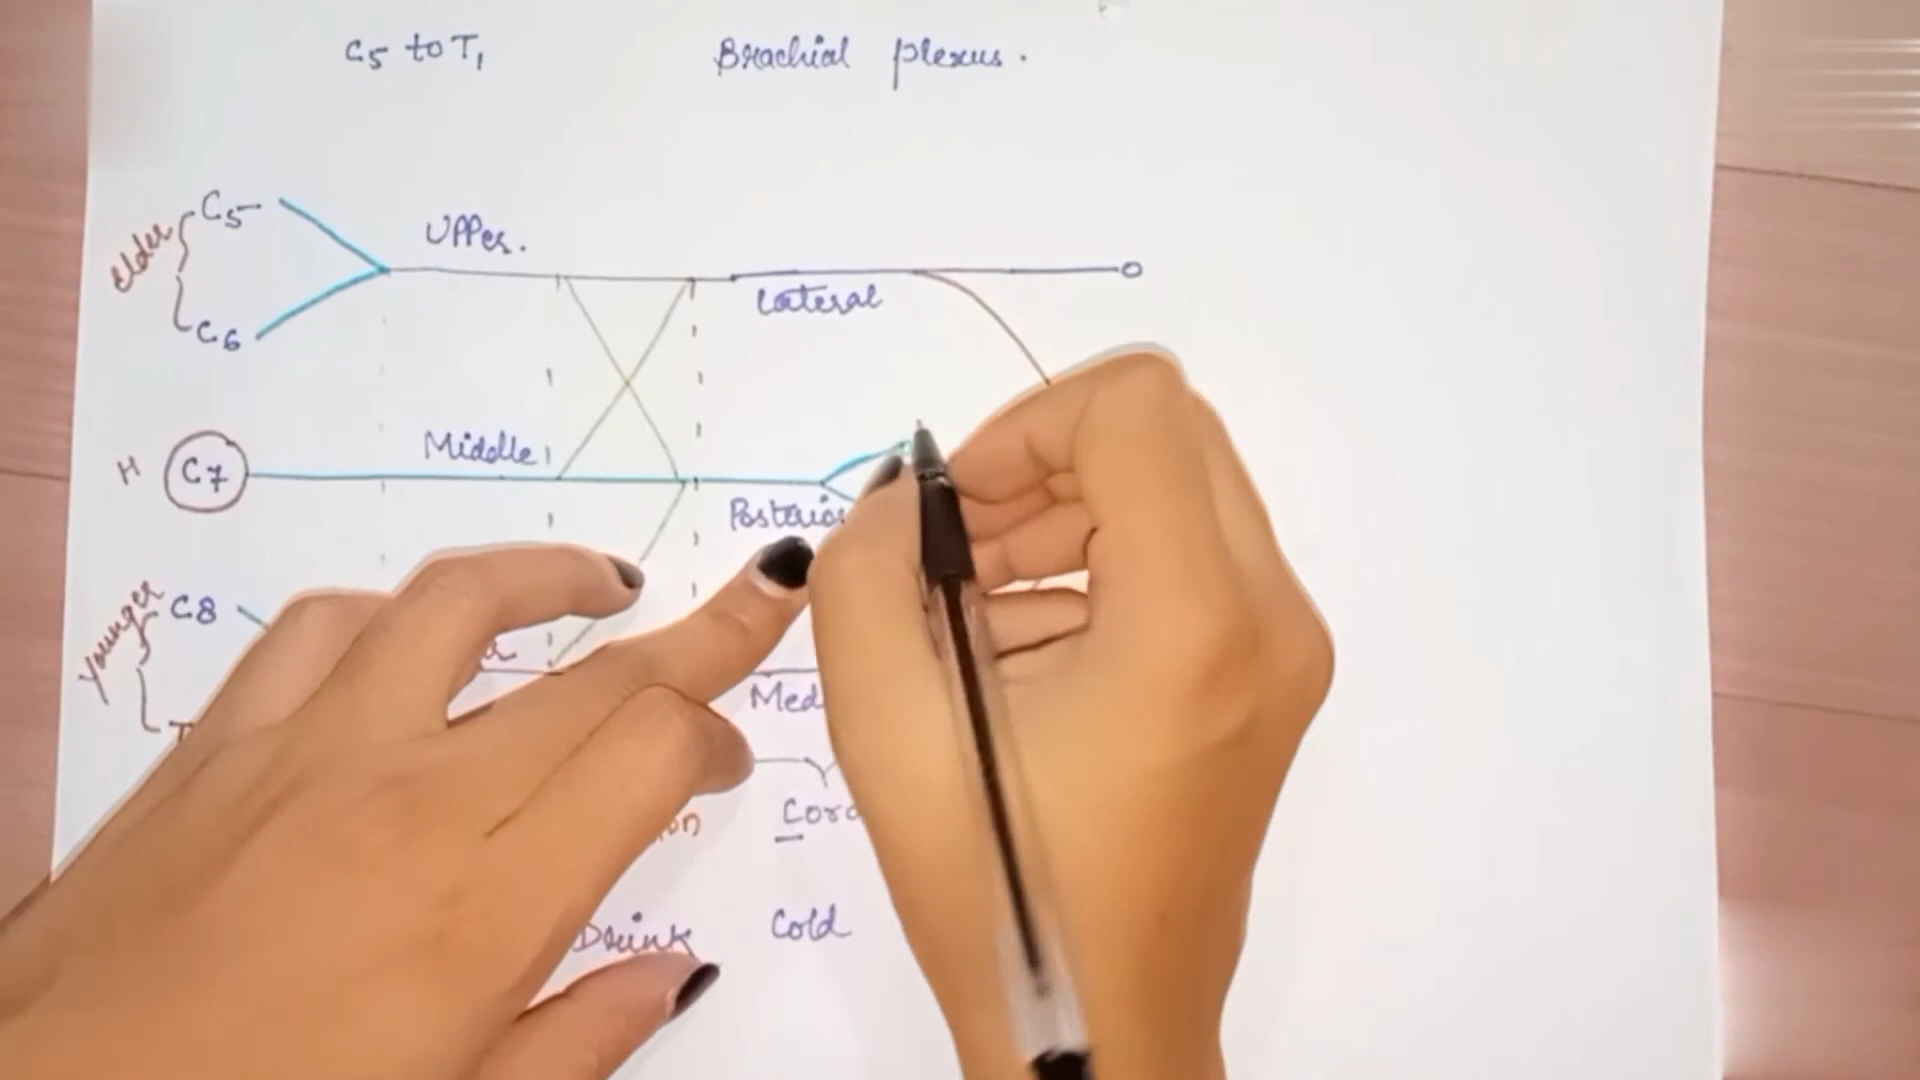 C5 to T1 Brachial plexus.
Elder
C5
Upper.
Lateral
C6
H
C7
Middle
Posterior
Younger
C8
Med
T
Cord
Drink Cold